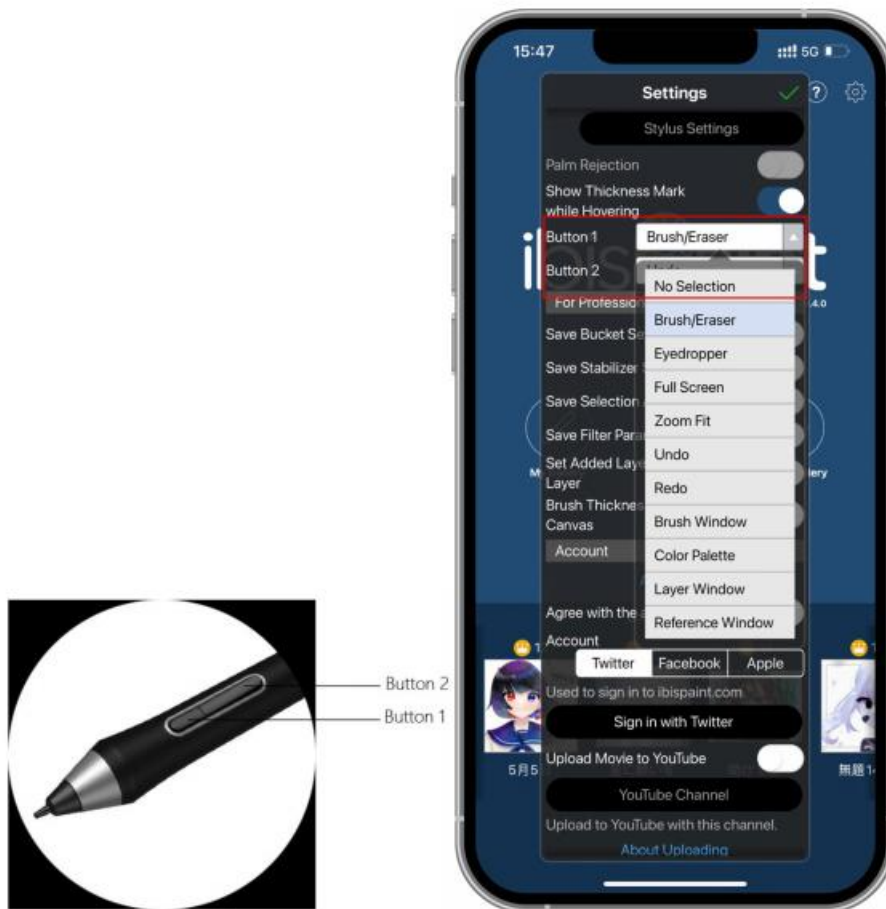 15:47
5G
Settings
?
Stylus Settings
Palm Rejection
Show Thickness Mark
while Hovering
Button 1
Brush/Eraser
Button 2
No Selection
For Profession
.4.0
Brush/Eraser
Save Bucket Se
Eyedropper
Save Stabilizer
Full Screen
Save Selection
Zoom Fit
Save Filter Para
Undo
Set Added Laye
Layer
Redo
Brush Thicknes
Canvas
Brush Window
Account
Color Palette
Layer Window
Agree with the a
Reference Window
Account
Twitter Facebook Apple
Used to sign in to ibispaint.com
Sign in with Twitter
Upload Movie to YouTube
5月5
無題1
YouTube Channel
Upload to YouTube with this channel.
About Uploading
Button 2
Button 1